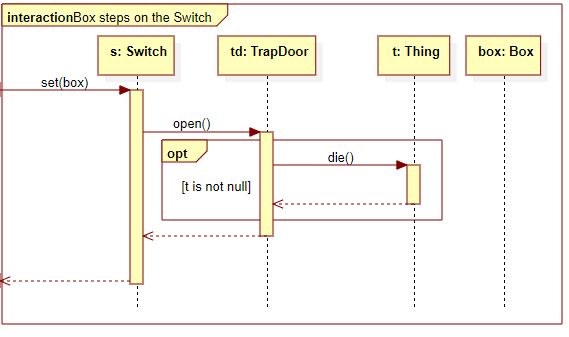 interactionBox steps on the Switch
s: Switch
td: TrapDoor
t: Thing
box: Box
set(box)
open()
opt
die()
[t is not null]